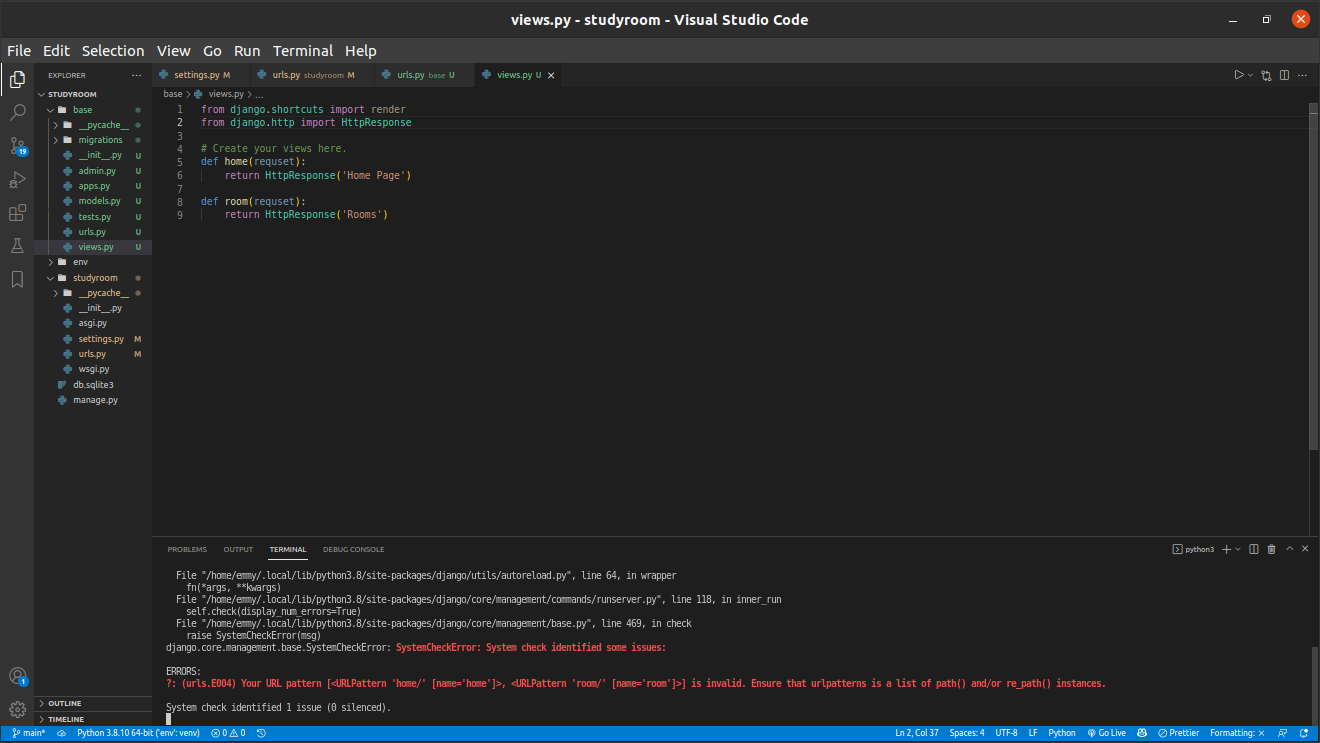 views.py - studyroom - Visual Studio Code
File Edit Selection View Go Run Terminal Help
EXPLORER
settings.py M
urls.py studyroom M
urls.py base U
views.py U
STUDYROOM
base > views.py > ...
base
__pycache__
migrations
__init__.py U
admin.py U
apps.py U
models.py U
tests.py U
urls.py U
views.py U
env
studyroom
__pycache__
__init__.py
asgi.py
settings.py M
urls.py M
wsgi.py
db.sqlite3
manage.py
19
1 from django.shortcuts import render
2 from django.http import HttpResponse
3
4 # Create your views here.
5 def home(requset):
6 return HttpResponse('Home Page')
7
8 def room(requset):
9 return HttpResponse('Rooms')
PROBLEMS OUTPUT TERMINAL DEBUG CONSOLE
python3
File "/home/emmy/.local/lib/python3.8/site-packages/django/utils/autoreload.py", line 64, in wrapper
fn(*args, **kwargs)
File "/home/emmy/.local/lib/python3.8/site-packages/django/core/management/commands/runserver.py", line 118, in inner_run
self.check(display_num_errors=True)
File "/home/emmy/.local/lib/python3.8/site-packages/django/core/management/base.py", line 469, in check
raise SystemCheckError(msg)
django.core.management.base.SystemCheckError: SystemCheckError: System check identified some issues:
ERRORS:
?: (urls.E004) Your URL pattern [<URLPattern 'home/' [name='home']>, <URLPattern 'room/' [name='room']>] is invalid. Ensure that urlpatterns is a list of path() and/or re_path() instances.
System check identified 1 issue (0 silenced).
1
OUTLINE
TIMELINE
main* Python 3.8.10 64-bit ('env': venv) 0 0 Ln 2, Col 37 Spaces: 4 UTF-8 LF Python Go Live Prettier Formatting: ×